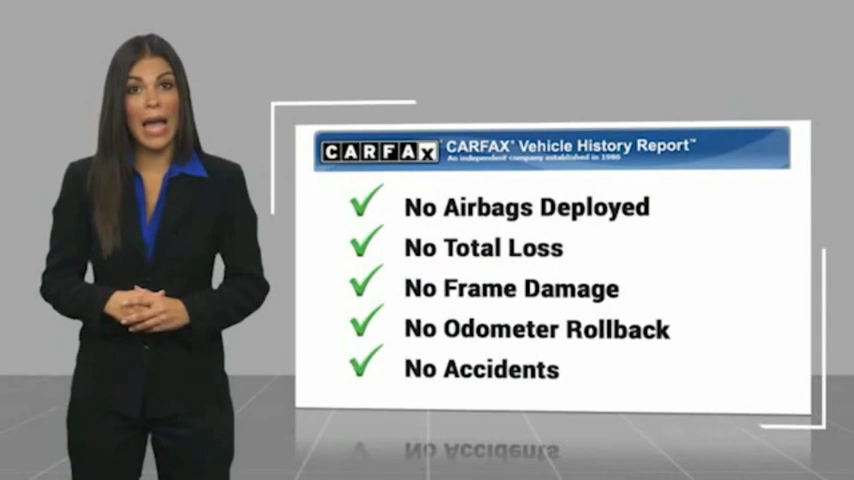 CARFAX CARFAX® Vehicle History Report™
An independent company established in 1986
No Airbags Deployed
No Total Loss
No Frame Damage
No Odometer Rollback
No Accidents